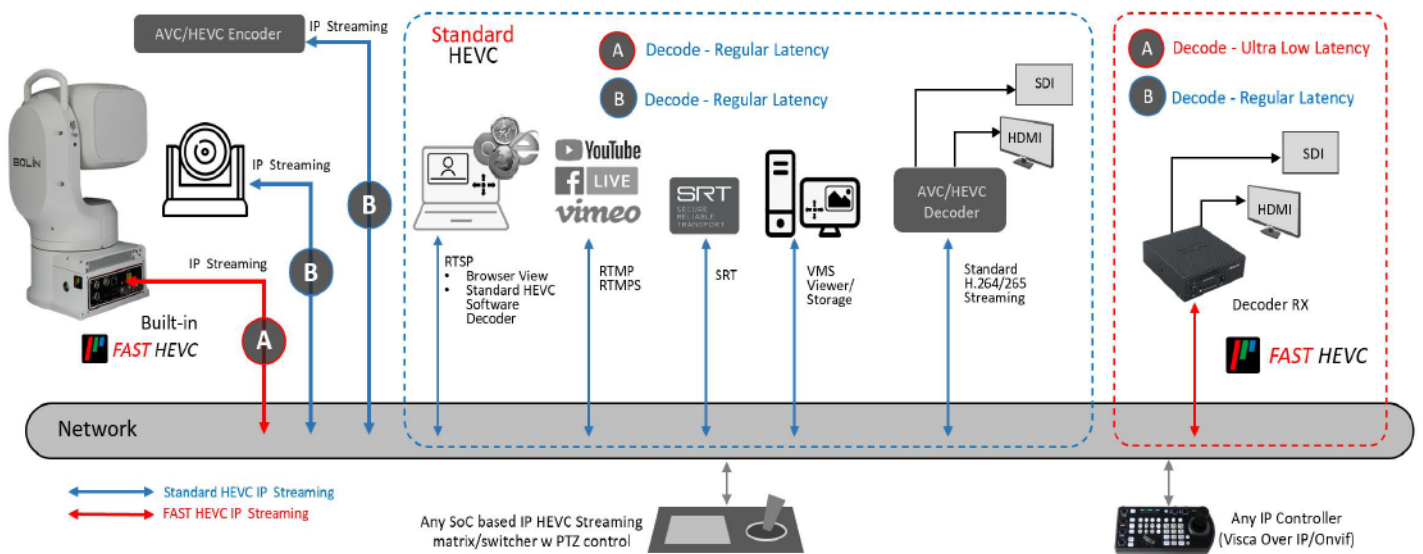 AVC/HEVC Encoder
IP Streaming
BOLIN
IP Streaming
IP Streaming
Built-in
FAST HEVC
A
B
B
Standard
HEVC
A Decode - Regular Latency
B Decode - Regular Latency
RTSP
• Browser View
• Standard HEVC
Software
Decoder
YouTube
f LIVE
vimeo
RTMP
RTMPS
SRT
SECURE
RELIABLE
TRANSPORT
SRT
VMS
Viewer/
Storage
SDI
HDMI
AVC/HEVC
Decoder
Standard
H.264/265
Streaming
A Decode - Ultra Low Latency
B Decode - Regular Latency
SDI
HDMI
Decoder RX
FAST HEVC
Network
Standard HEVC IP Streaming
FAST HEVC IP Streaming
Any SoC based IP HEVC Streaming
matrix/switcher w PTZ control
Any IP Controller
(Visca Over IP/Onvif)